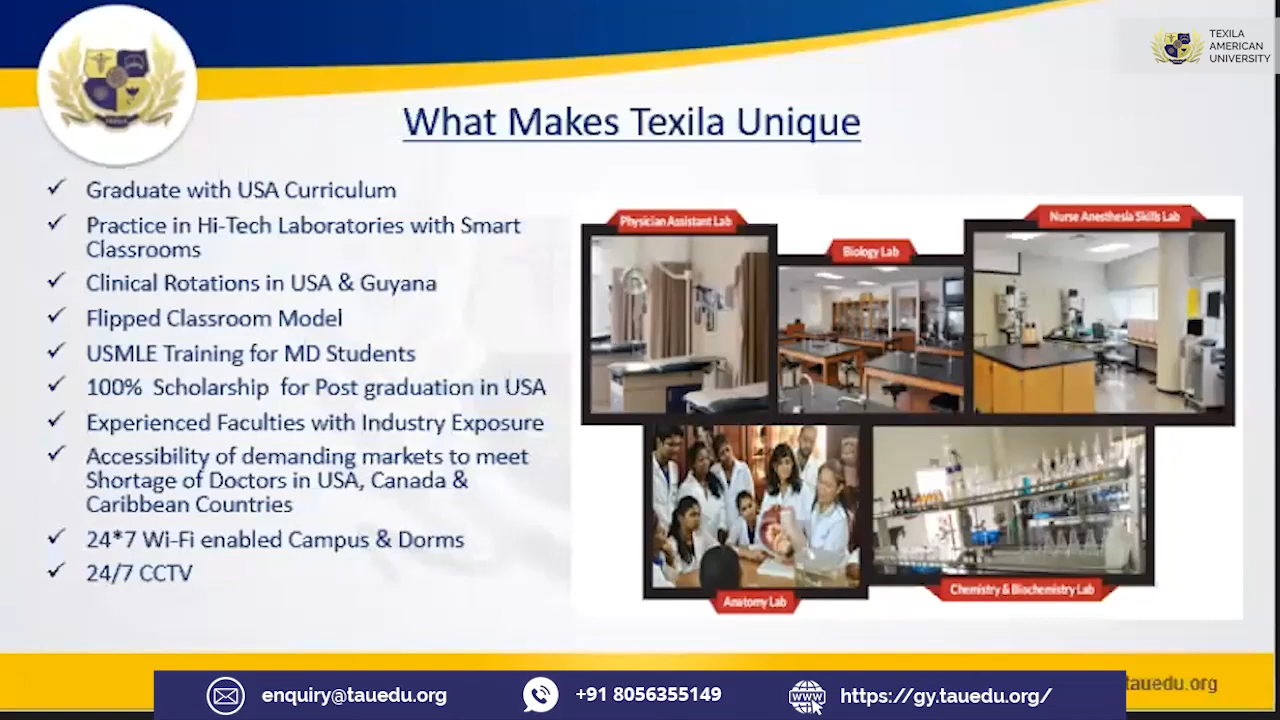 TEXILA
AMERICAN
UNIVERSITY
What Makes Texila Unique
✓ Graduate with USA Curriculum
✓ Practice in Hi-Tech Laboratories with Smart
Classrooms
✓ Clinical Rotations in USA & Guyana
✓ Flipped Classroom Model
✓ USMLE Training for MD Students
✓ 100% Scholarship for Post graduation in USA
✓ Experienced Faculties with Industry Exposure
✓ Accessibility of demanding markets to meet
Shortage of Doctors in USA, Canada &
Caribbean Countries
✓ 24*7 Wi-Fi enabled Campus & Dorms
✓ 24/7 CCTV
Physician Assistant Lab
Biology Lab
Nurse Anesthesia Skills Lab
Anatomy Lab
Chemistry & Biochemistry Lab
enquiry@tauedu.org
+91 8056355149
WWW
https://gy.tauedu.org/
tauedu.org